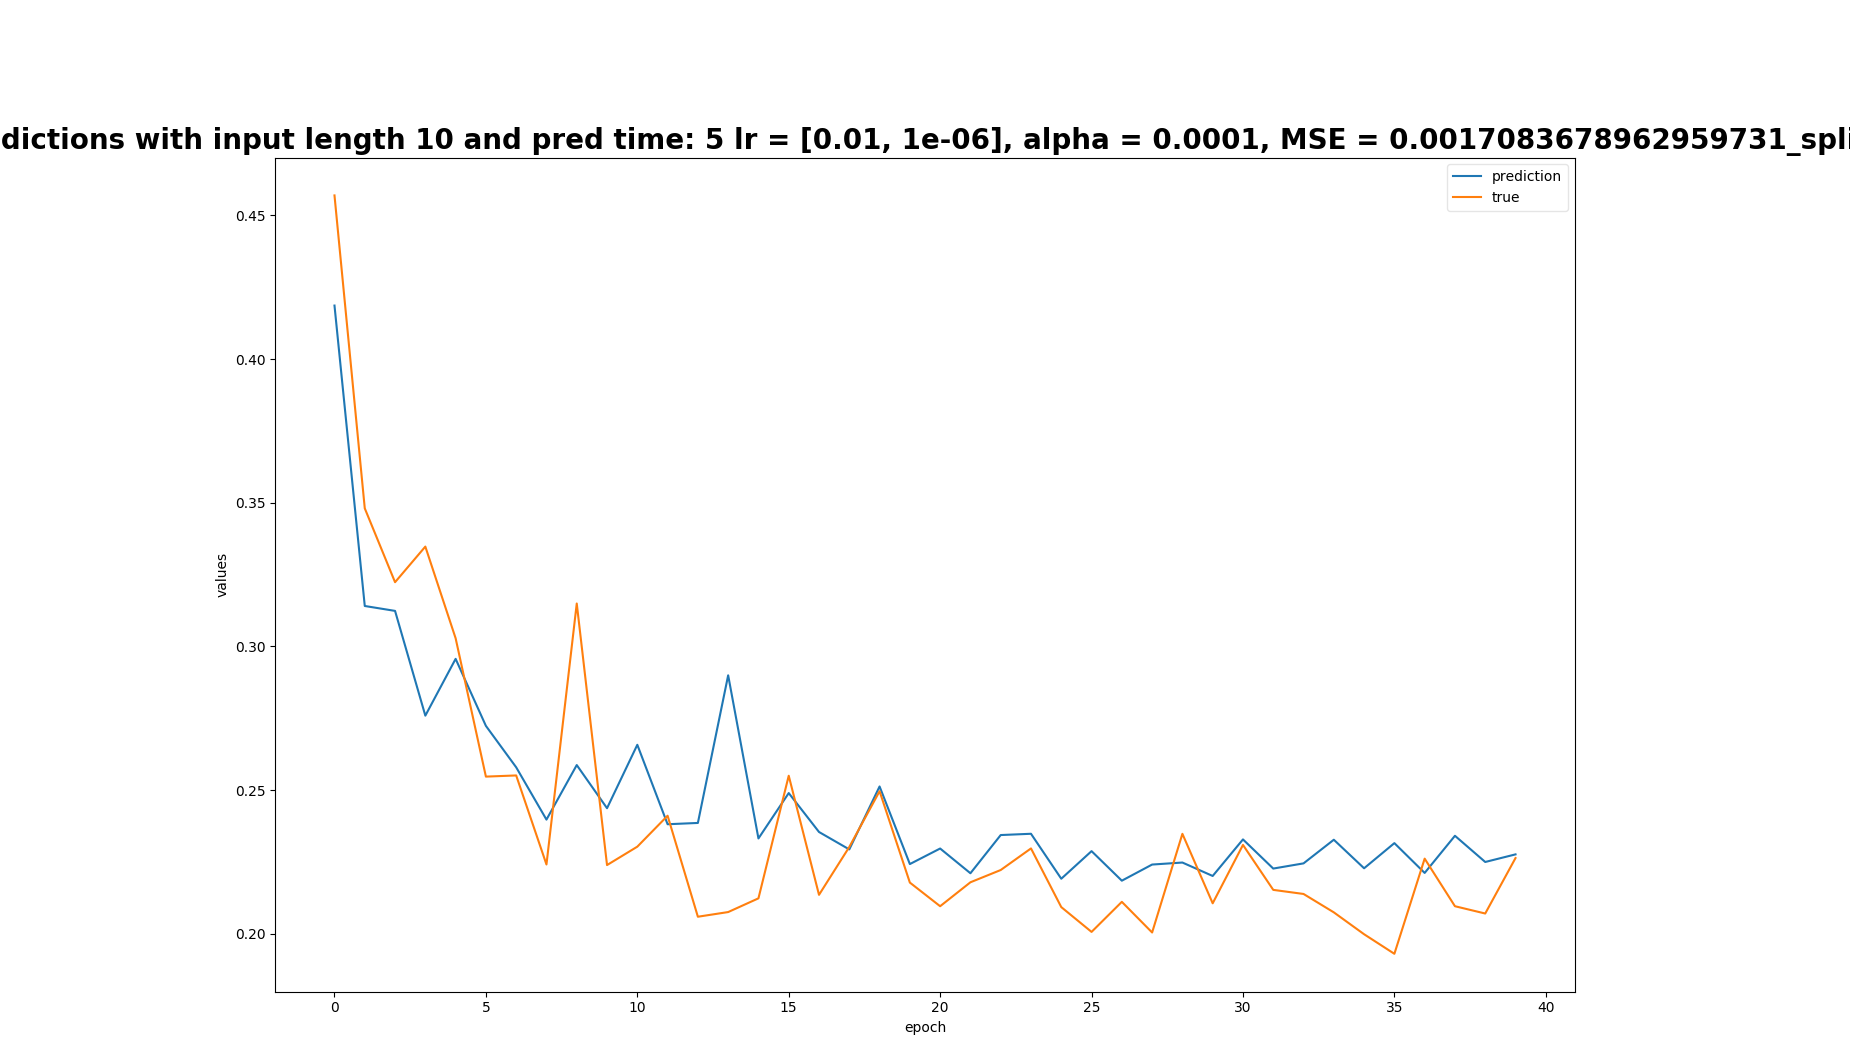 dictions with input length 10 and pred time: 5 lr = [0.01, 1e-06], alpha = 0.0001, MSE = 0.0017083678962959731_spli
prediction
true
0.45
0.40
0.35
0.30
0.25
0.20
values
0 5 10 15 20 25 30 35 40
epoch